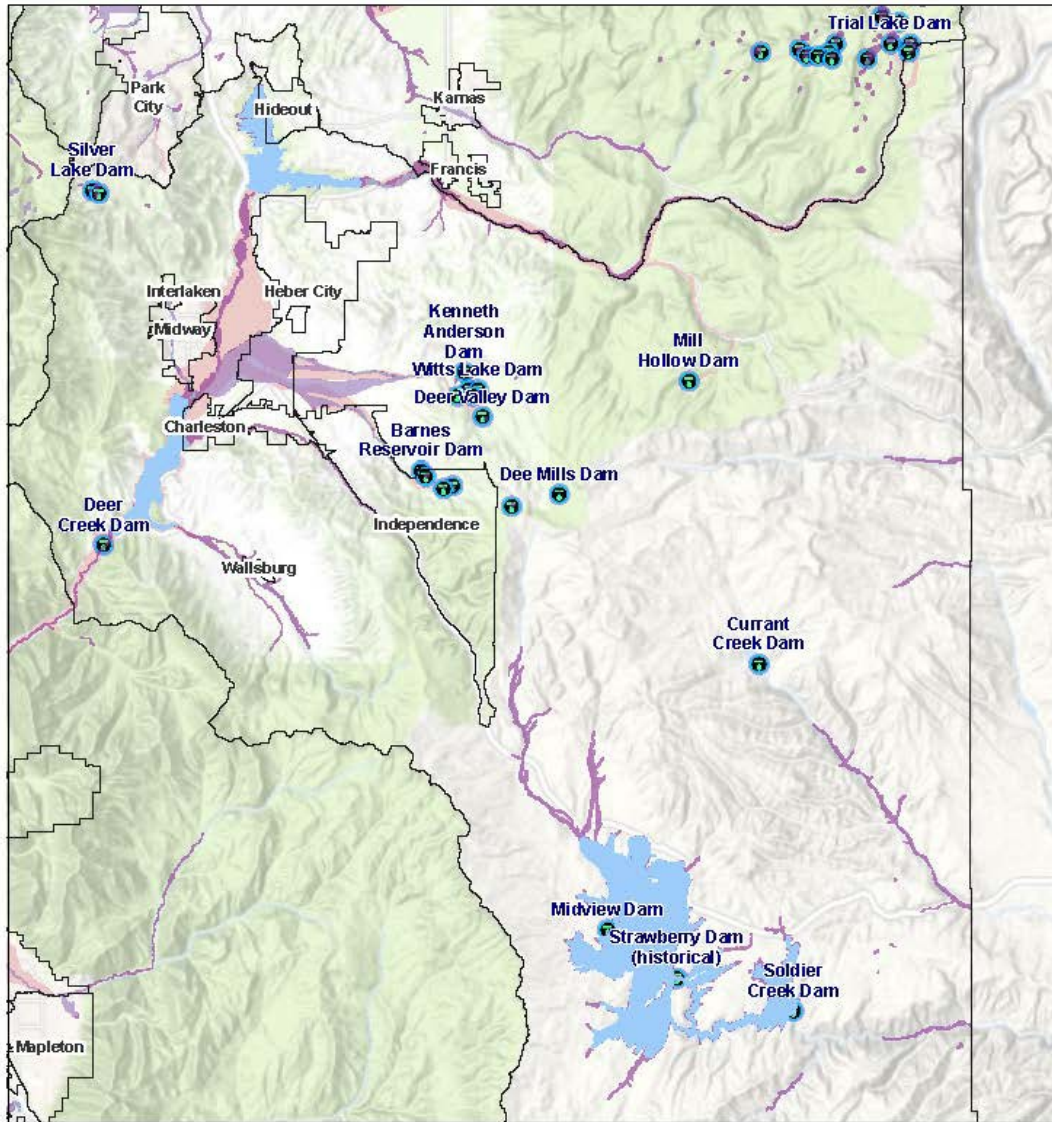 Trial Lake Dam
Park
City
Hideout
Kamas
Silver
Lake Dam
Francis
Interlaken
Heber City
Midway
Kenneth
Anderson
Dam
Witts Lake Dam
Deer Valley Dam
Mill
Hollow Dam
Charleston
Barnes
Reservoir Dam
Dee Mills Dam
Deer
Creek Dam
Independence
Wallsburg
Currant
Creek Dam
Midview Dam
Strawberry Dam
(historical)
Soldier
Creek Dam
Mapleton